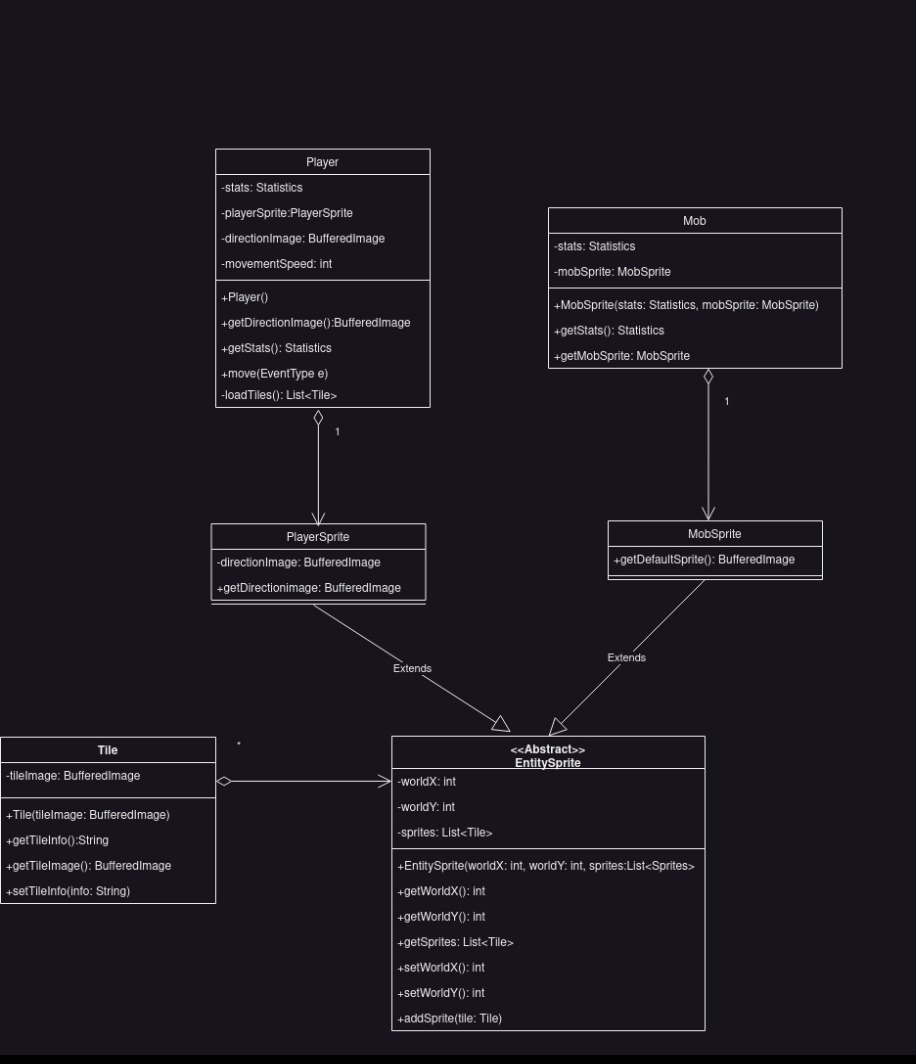 Player
-stats: Statistics
-playerSprite:PlayerSprite
-directionImage: BufferedImage
-movementSpeed: int
+Player()
+getDirectionImage():BufferedImage
+getStats(): Statistics
+move(EventType e)
-loadTiles(): List<Tile>
1
Mob
-stats: Statistics
-mobSprite: MobSprite
+MobSprite(stats: Statistics, mobSprite: MobSprite)
+getStats(): Statistics
+getMobSprite: MobSprite
1
PlayerSprite
-directionImage: BufferedImage
+getDirectionimage: BufferedImage
MobSprite
+getDefaultSprite(): BufferedImage
Extends
Extends
Tile
-tileImage: BufferedImage
+Tile(tileImage: BufferedImage)
+getTileInfo():String
+getTileImage(): BufferedImage
+setTileInfo(info: String)
*
<<Abstract>>
EntitySprite
-worldX: int
-worldY: int
-sprites: List<Tile>
+EntitySprite(worldX: int, worldY: int, sprites:List<Sprites>
+getWorldX(): int
+getWorldY(): int
+getSprites: List<Tile>
+setWorldX(): int
+setWorldY(): int
+addSprite(tile: Tile)